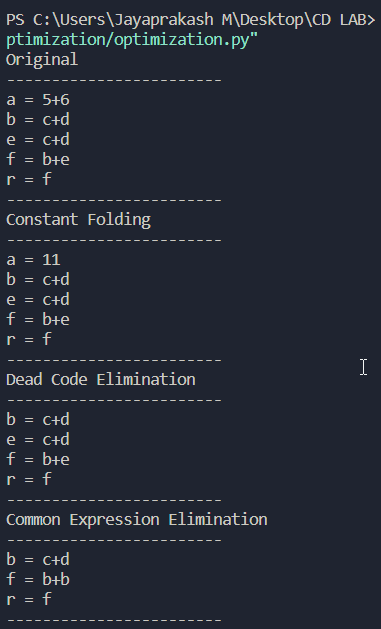 PS C:\Users\Jayaprakash M\Desktop\CD LAB>
ptimization/optimization.py"
Original
------------------------
a = 5+6
b = c+d
e = c+d
f = b+e
r = f
------------------------
Constant Folding
------------------------
a = 11
b = c+d
e = c+d
f = b+e
r = f
------------------------
Dead Code Elimination
------------------------
b = c+d
e = c+d
f = b+e
r = f
------------------------
Common Expression Elimination
------------------------
b = c+d
f = b+b
r = f
------------------------